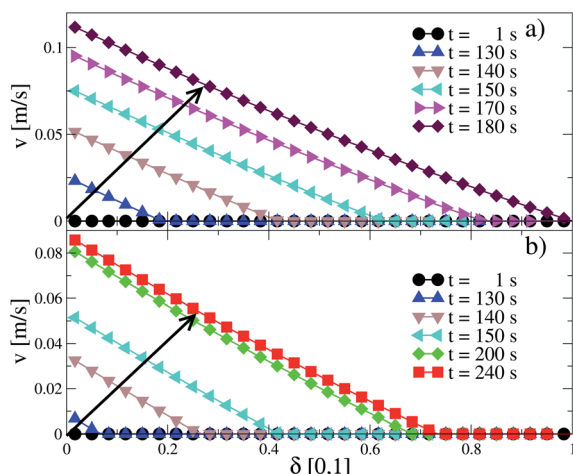 a)
v [m/s]
0.1
0.05
0
t = 1 s
t = 130 s
t = 140 s
t = 150 s
t = 170 s
t = 180 s
b)
v [m/s]
0.08
0.06
0.04
0.02
0
t = 1 s
t = 130 s
t = 140 s
t = 150 s
t = 200 s
t = 240 s
0 0.2 0.4 0.6 0.8 1
δ [0,1]